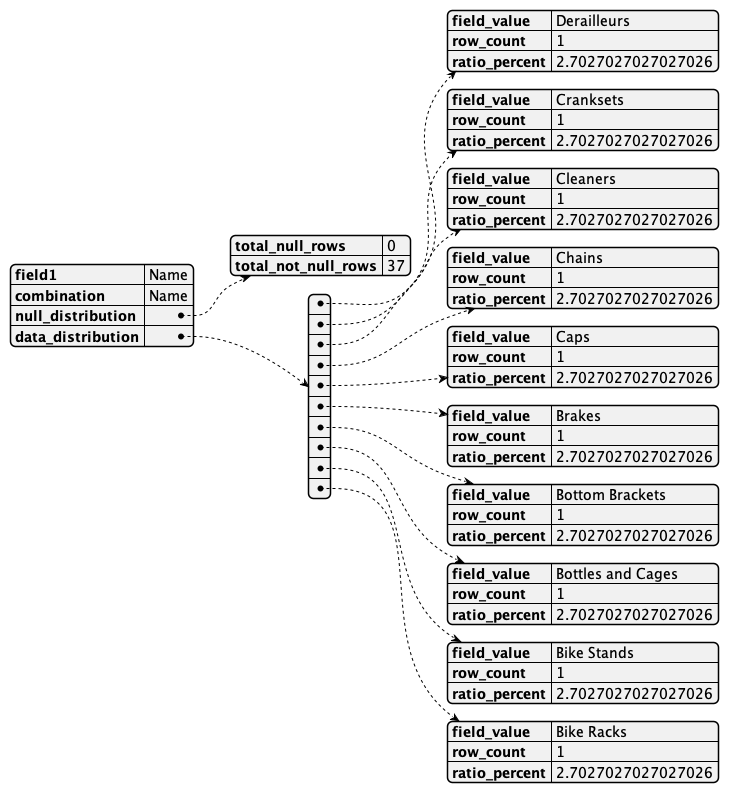 field1 Name
combination Name
null_distribution
data_distribution
total_null_rows 0
total_not_null_rows 37
field_value Derailleurs
row_count 1
ratio_percent 2.7027027027027026
field_value Cranksets
row_count 1
ratio_percent 2.7027027027027026
field_value Cleaners
row_count 1
ratio_percent 2.7027027027027026
field_value Chains
row_count 1
ratio_percent 2.7027027027027026
field_value Caps
row_count 1
ratio_percent 2.7027027027027026
field_value Brakes
row_count 1
ratio_percent 2.7027027027027026
field_value Bottom Brackets
row_count 1
ratio_percent 2.7027027027027026
field_value Bottles and Cages
row_count 1
ratio_percent 2.7027027027027026
field_value Bike Stands
row_count 1
ratio_percent 2.7027027027027026
field_value Bike Racks
row_count 1
ratio_percent 2.7027027027027026